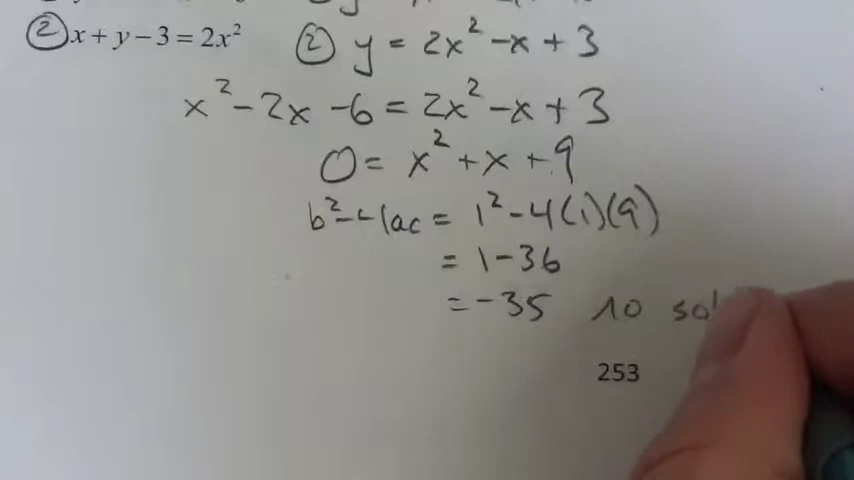 ② x + y − 3 = 2x² ② y = 2x² − x + 3
x² − 2x − 6 = 2x² − x + 3
0 = x² + x + 9
b² − 4ac = 1² − 4(1)(9)
= 1 − 36
= −35 no sol
253